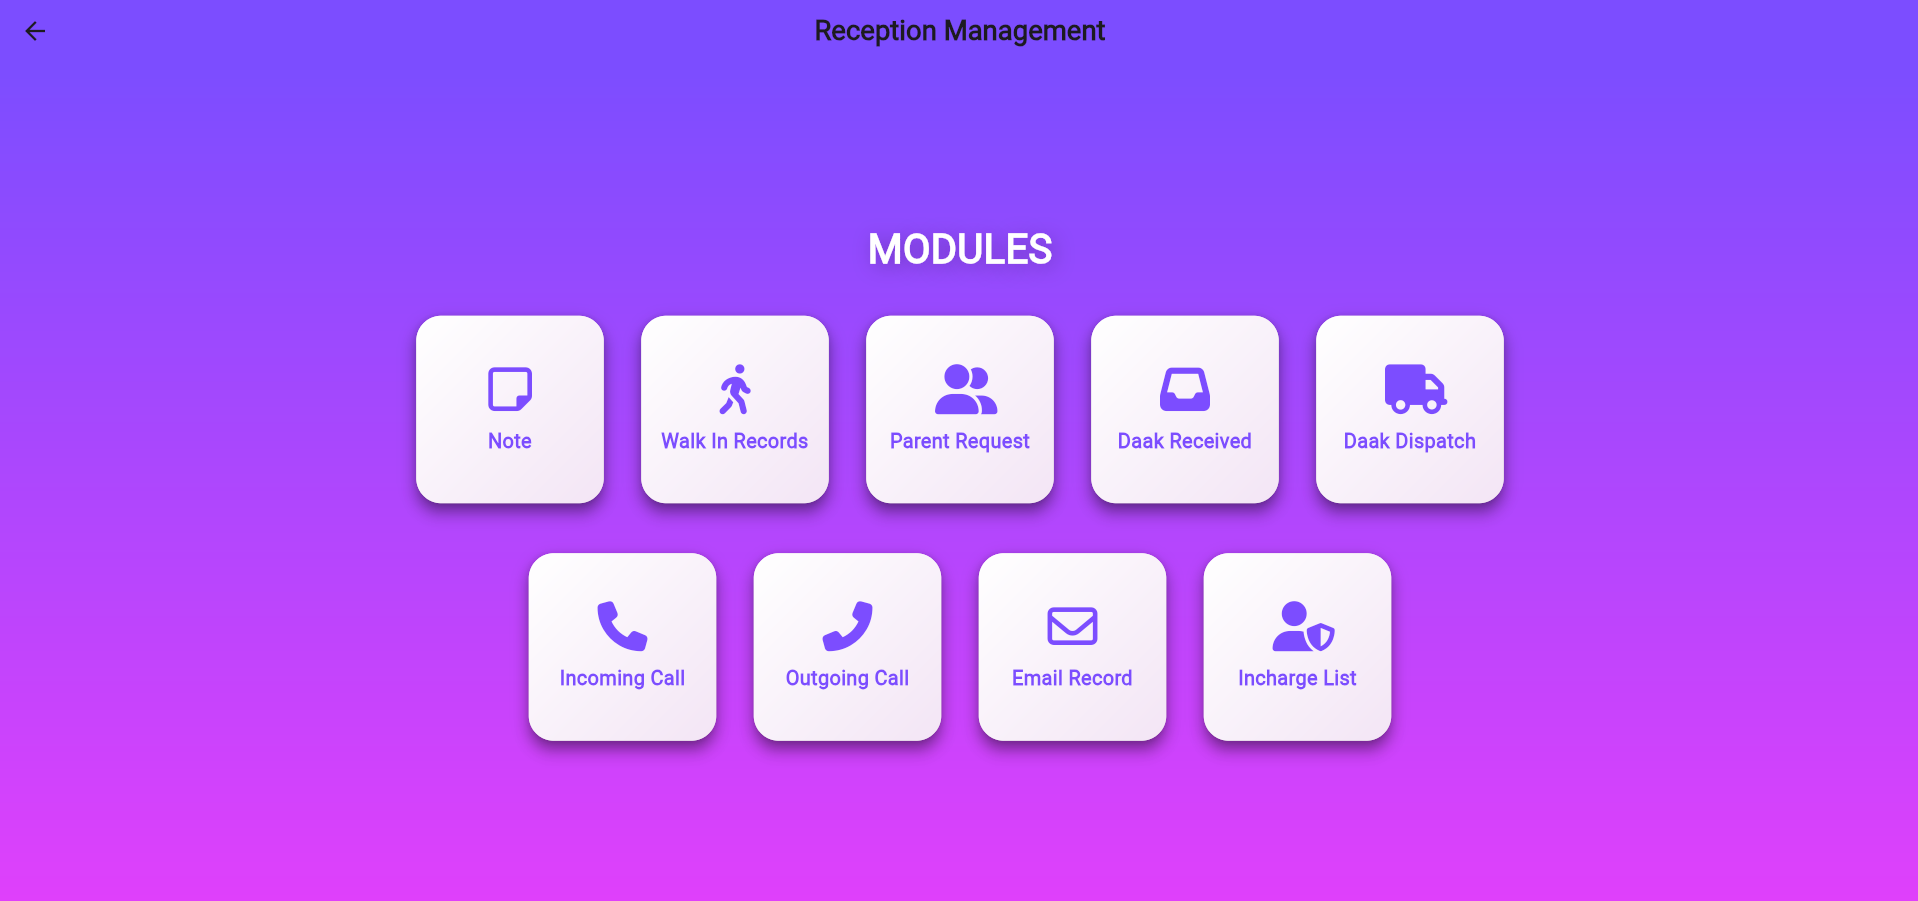 Reception Management
MODULES
Note
Walk In Records
Parent Request
Daak Received
Daak Dispatch
Incoming Call
Outgoing Call
Email Record
Incharge List